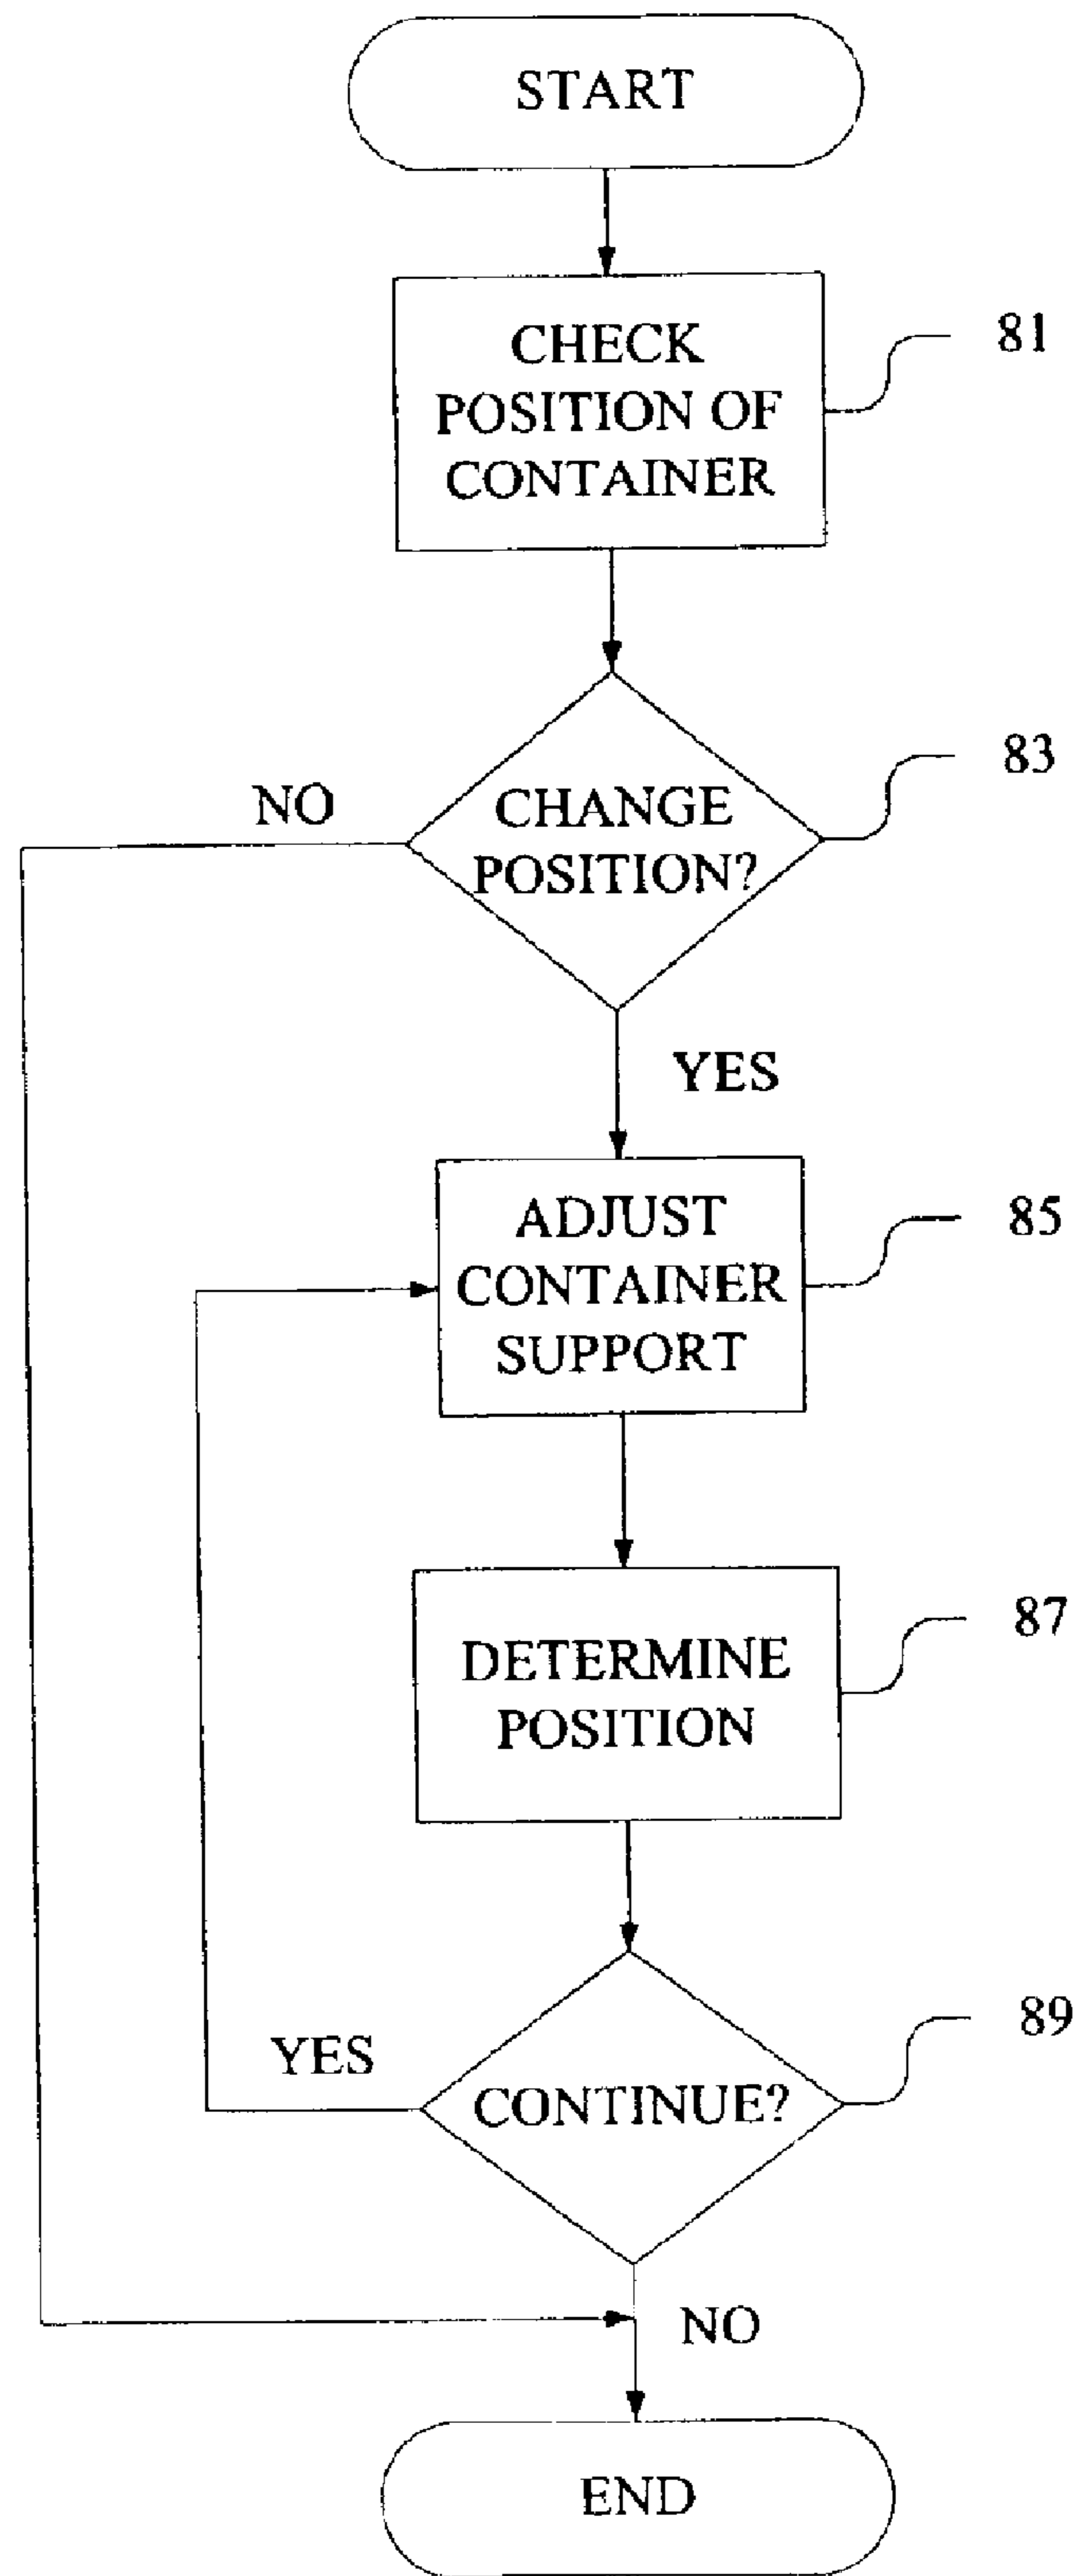 START
CHECK
POSITION OF
CONTAINER
81
CHANGE
POSITION?
83
NO
YES
ADJUST
CONTAINER
SUPPORT
85
DETERMINE
POSITION
87
CONTINUE?
89
YES
NO
END